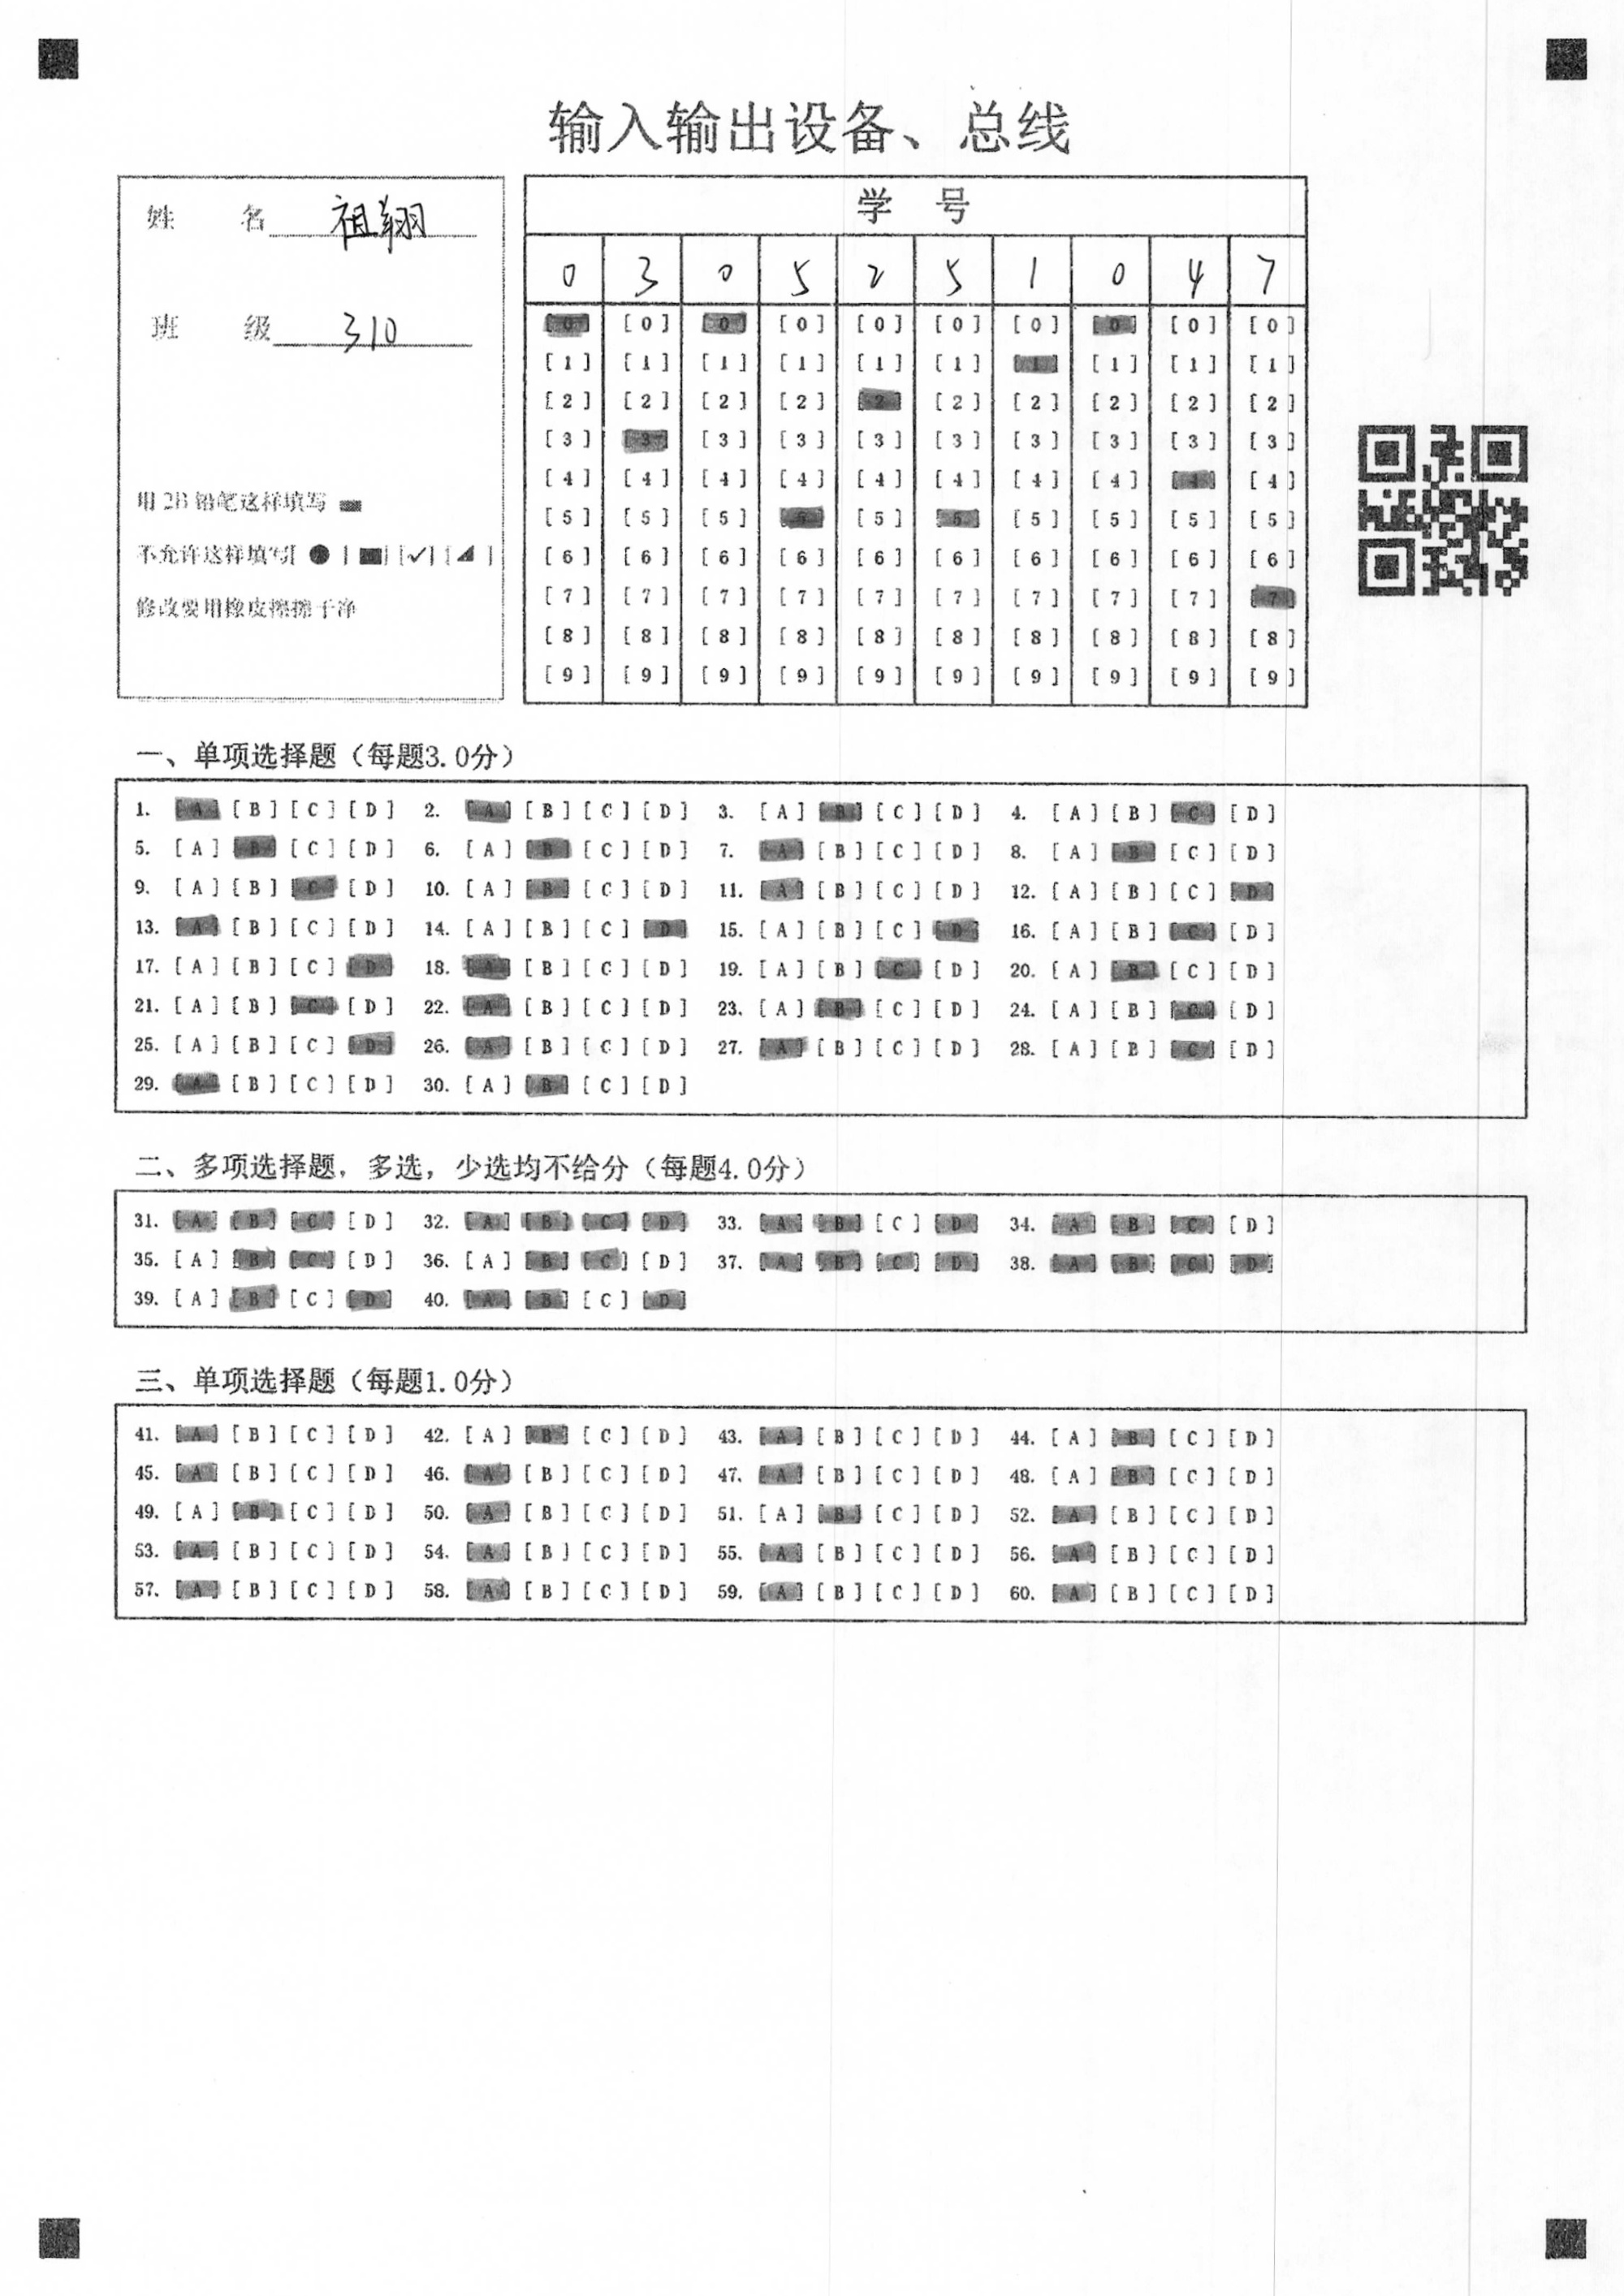 输入输出设备、总线
姓 名 祖翔
班 级 310
用 2B 铅笔这样填写
不允许这样填写[ ● ] [ ■ ] [ ✓ ] [ ◢ ]
修改要用橡皮擦擦干净
学 号
0 3 0 5 2 5 1 0 4 7
[0] [0] [0] [0] [0] [0] [0] [0] [0] [0]
[1] [1] [1] [1] [1] [1] [1] [1] [1] [1]
[2] [2] [2] [2] [2] [2] [2] [2] [2] [2]
[3] [3] [3] [3] [3] [3] [3] [3] [3] [3]
[4] [4] [4] [4] [4] [4] [4] [4] [4] [4]
[5] [5] [5] [5] [5] [5] [5] [5] [5] [5]
[6] [6] [6] [6] [6] [6] [6] [6] [6] [6]
[7] [7] [7] [7] [7] [7] [7] [7] [7] [7]
[8] [8] [8] [8] [8] [8] [8] [8] [8] [8]
[9] [9] [9] [9] [9] [9] [9] [9] [9] [9]
一、单项选择题（每题3.0分）
1. [A] [B] [C] [D] 2. [A] [B] [C] [D] 3. [A] [B] [C] [D] 4. [A] [B] [C] [D]
5. [A] [B] [C] [D] 6. [A] [B] [C] [D] 7. [A] [B] [C] [D] 8. [A] [B] [C] [D]
9. [A] [B] [C] [D] 10. [A] [B] [C] [D] 11. [A] [B] [C] [D] 12. [A] [B] [C] [D]
13. [A] [B] [C] [D] 14. [A] [B] [C] [D] 15. [A] [B] [C] [D] 16. [A] [B] [C] [D]
17. [A] [B] [C] [D] 18. [A] [B] [C] [D] 19. [A] [B] [C] [D] 20. [A] [B] [C] [D]
21. [A] [B] [C] [D] 22. [A] [B] [C] [D] 23. [A] [B] [C] [D] 24. [A] [B] [C] [D]
25. [A] [B] [C] [D] 26. [A] [B] [C] [D] 27. [A] [B] [C] [D] 28. [A] [B] [C] [D]
29. [A] [B] [C] [D] 30. [A] [B] [C] [D]
二、多项选择题，多选，少选均不给分（每题4.0分）
31. [A] [B] [C] [D] 32. [A] [B] [C] [D] 33. [A] [B] [C] [D] 34. [A] [B] [C] [D]
35. [A] [B] [C] [D] 36. [A] [B] [C] [D] 37. [A] [B] [C] [D] 38. [A] [B] [C] [D]
39. [A] [B] [C] [D] 40. [A] [B] [C] [D]
三、单项选择题（每题1.0分）
41. [A] [B] [C] [D] 42. [A] [B] [C] [D] 43. [A] [B] [C] [D] 44. [A] [B] [C] [D]
45. [A] [B] [C] [D] 46. [A] [B] [C] [D] 47. [A] [B] [C] [D] 48. [A] [B] [C] [D]
49. [A] [B] [C] [D] 50. [A] [B] [C] [D] 51. [A] [B] [C] [D] 52. [A] [B] [C] [D]
53. [A] [B] [C] [D] 54. [A] [B] [C] [D] 55. [A] [B] [C] [D] 56. [A] [B] [C] [D]
57. [A] [B] [C] [D] 58. [A] [B] [C] [D] 59. [A] [B] [C] [D] 60. [A] [B] [C] [D]